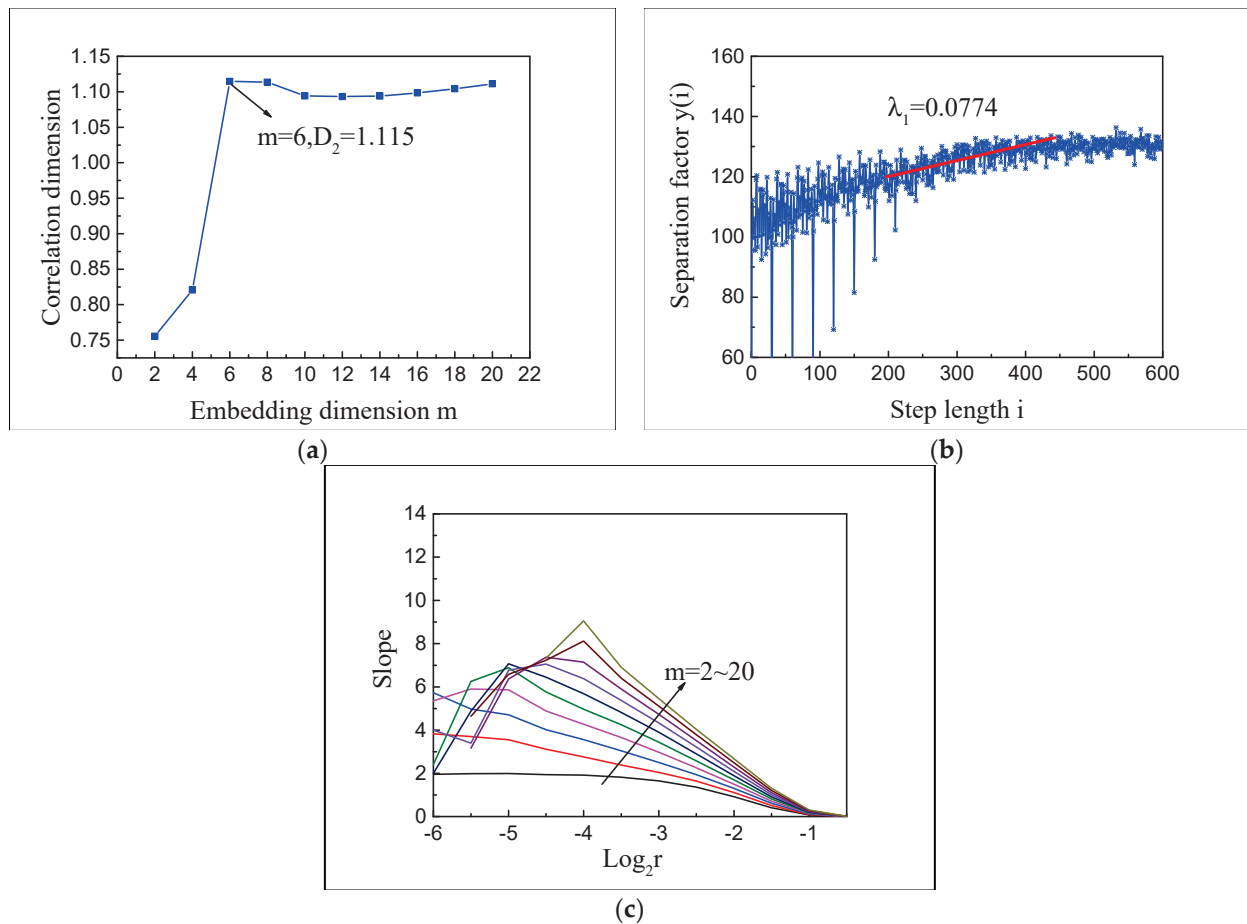 1.15
1.10
1.05
1.00
0.95
0.90
0.85
0.80
0.75
Correlation dimension
m=6,D₂=1.115
0 2 4 6 8 10 12 14 16 18 20 22
Embedding dimension m
(a)
160
140
120
100
80
60
Separation factor y(i)
λ₁=0.0774
0 100 200 300 400 500 600
Step length i
(b)
14
12
10
8
6
4
2
0
Slope
m=2~20
-6 -5 -4 -3 -2 -1
Log₂r
(c)